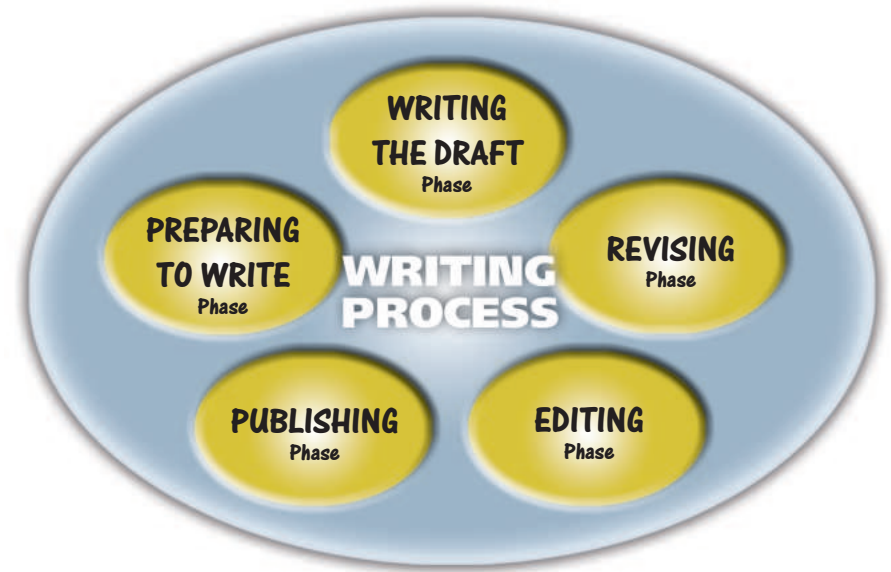 WRITING
THE DRAFT
Phase
PREPARING
TO WRITE
Phase
WRITING
PROCESS
REVISING
Phase
PUBLISHING
Phase
EDITING
Phase